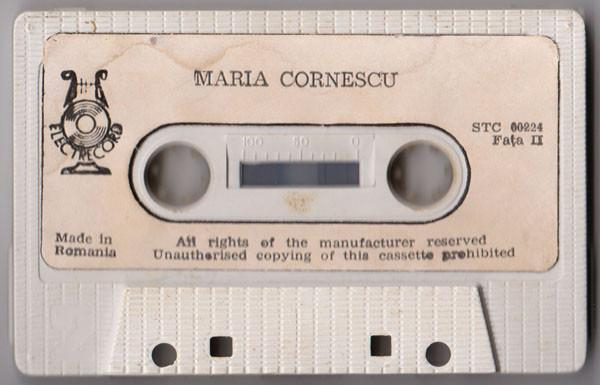 MARIA CORNESCU
ELECTRECORD
STC 00224
Fața II
100 50 0
Made in
Romania
All rights of the manufacturer reserved
Unauthorised copying of this cassette prohibited